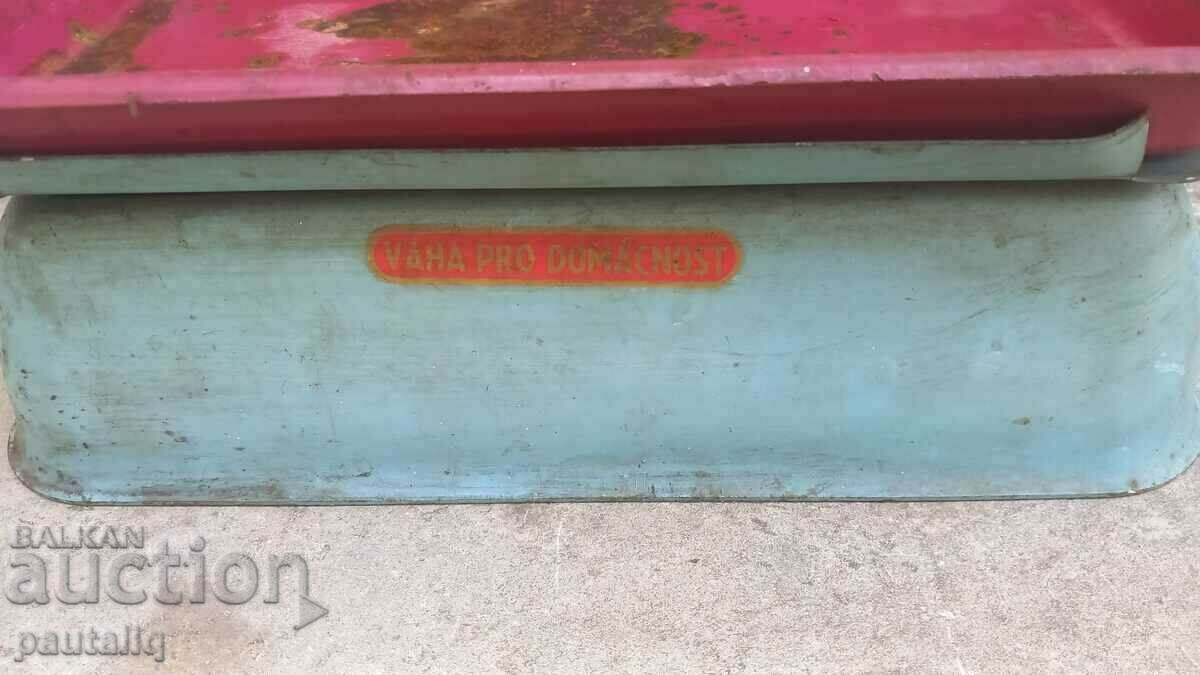 VÁHA PRO DOMÁCNOST
BALKAN
auction
pautaliq